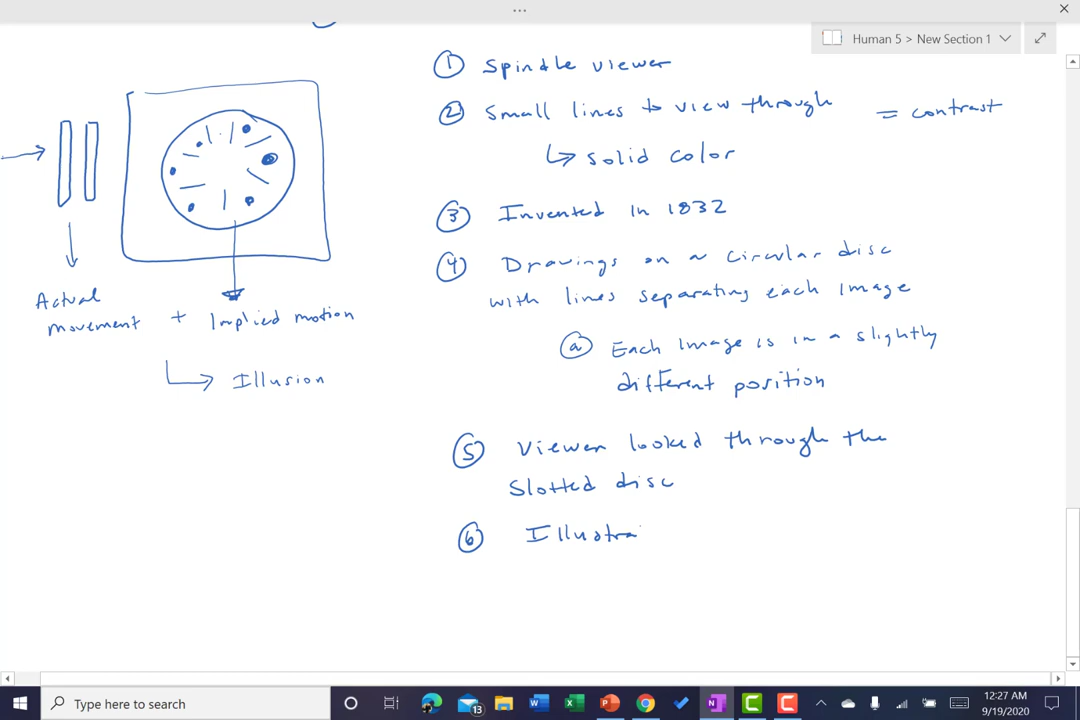 Human 5 > New Section 1
① Spindle viewer
② Small lines to view through = contrast
↳ solid color
③ Invented in 1832
④ Drawings on a circular disc
with lines separating each image
ⓐ Each image is in a slightly
different position
⑤ Viewer looked through the
slotted disc
⑥ Illustra
Actual
movement + Implied motion
↳ Illusion
Type here to search
13
12:27 AM
9/19/2020